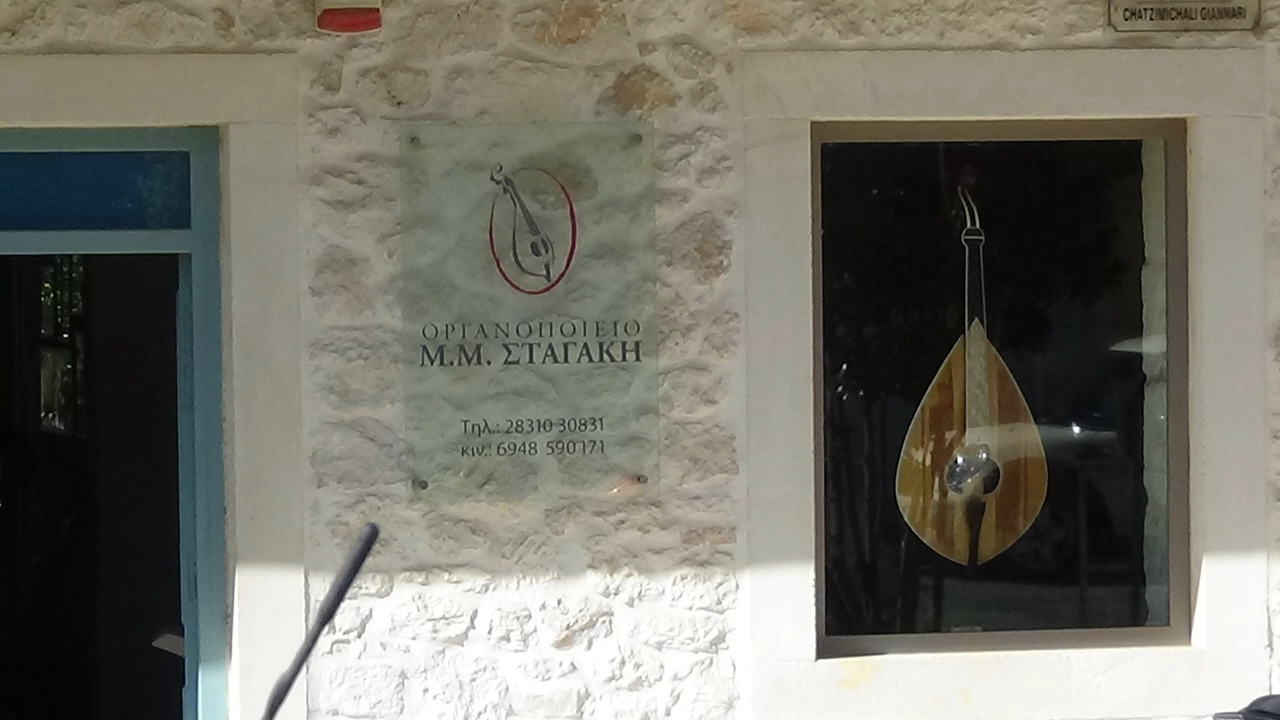 CHATZIMICHALI GIANNARI
ΟΡΓΑΝΟΠΟΙΕΙΟ
Μ.Μ. ΣΤΑΓΑΚΗ
Τηλ.: 28310 30831
κιν.: 6948 590171